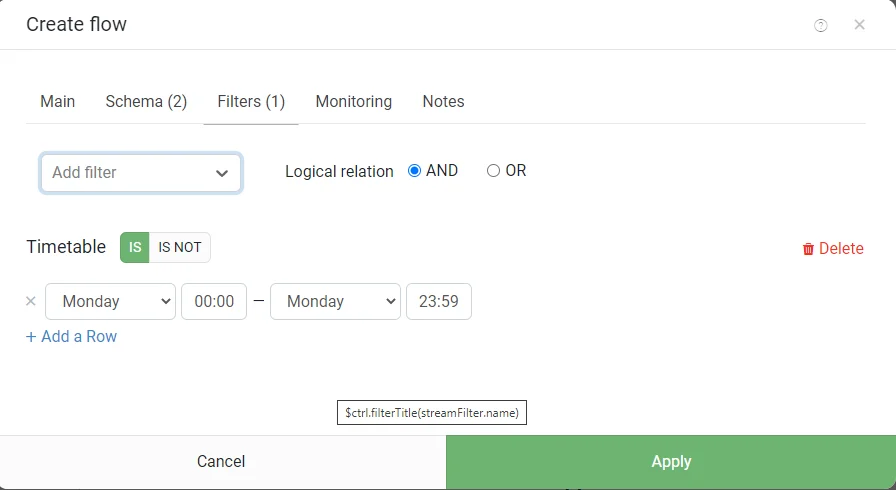 Create flow
Main Schema (2) Filters (1) Monitoring Notes
Add filter Logical relation AND OR
Timetable IS IS NOT Delete
Monday 00:00 — Monday 23:59
+ Add a Row
$ctrl.filterTitle(streamFilter.name)
Cancel Apply